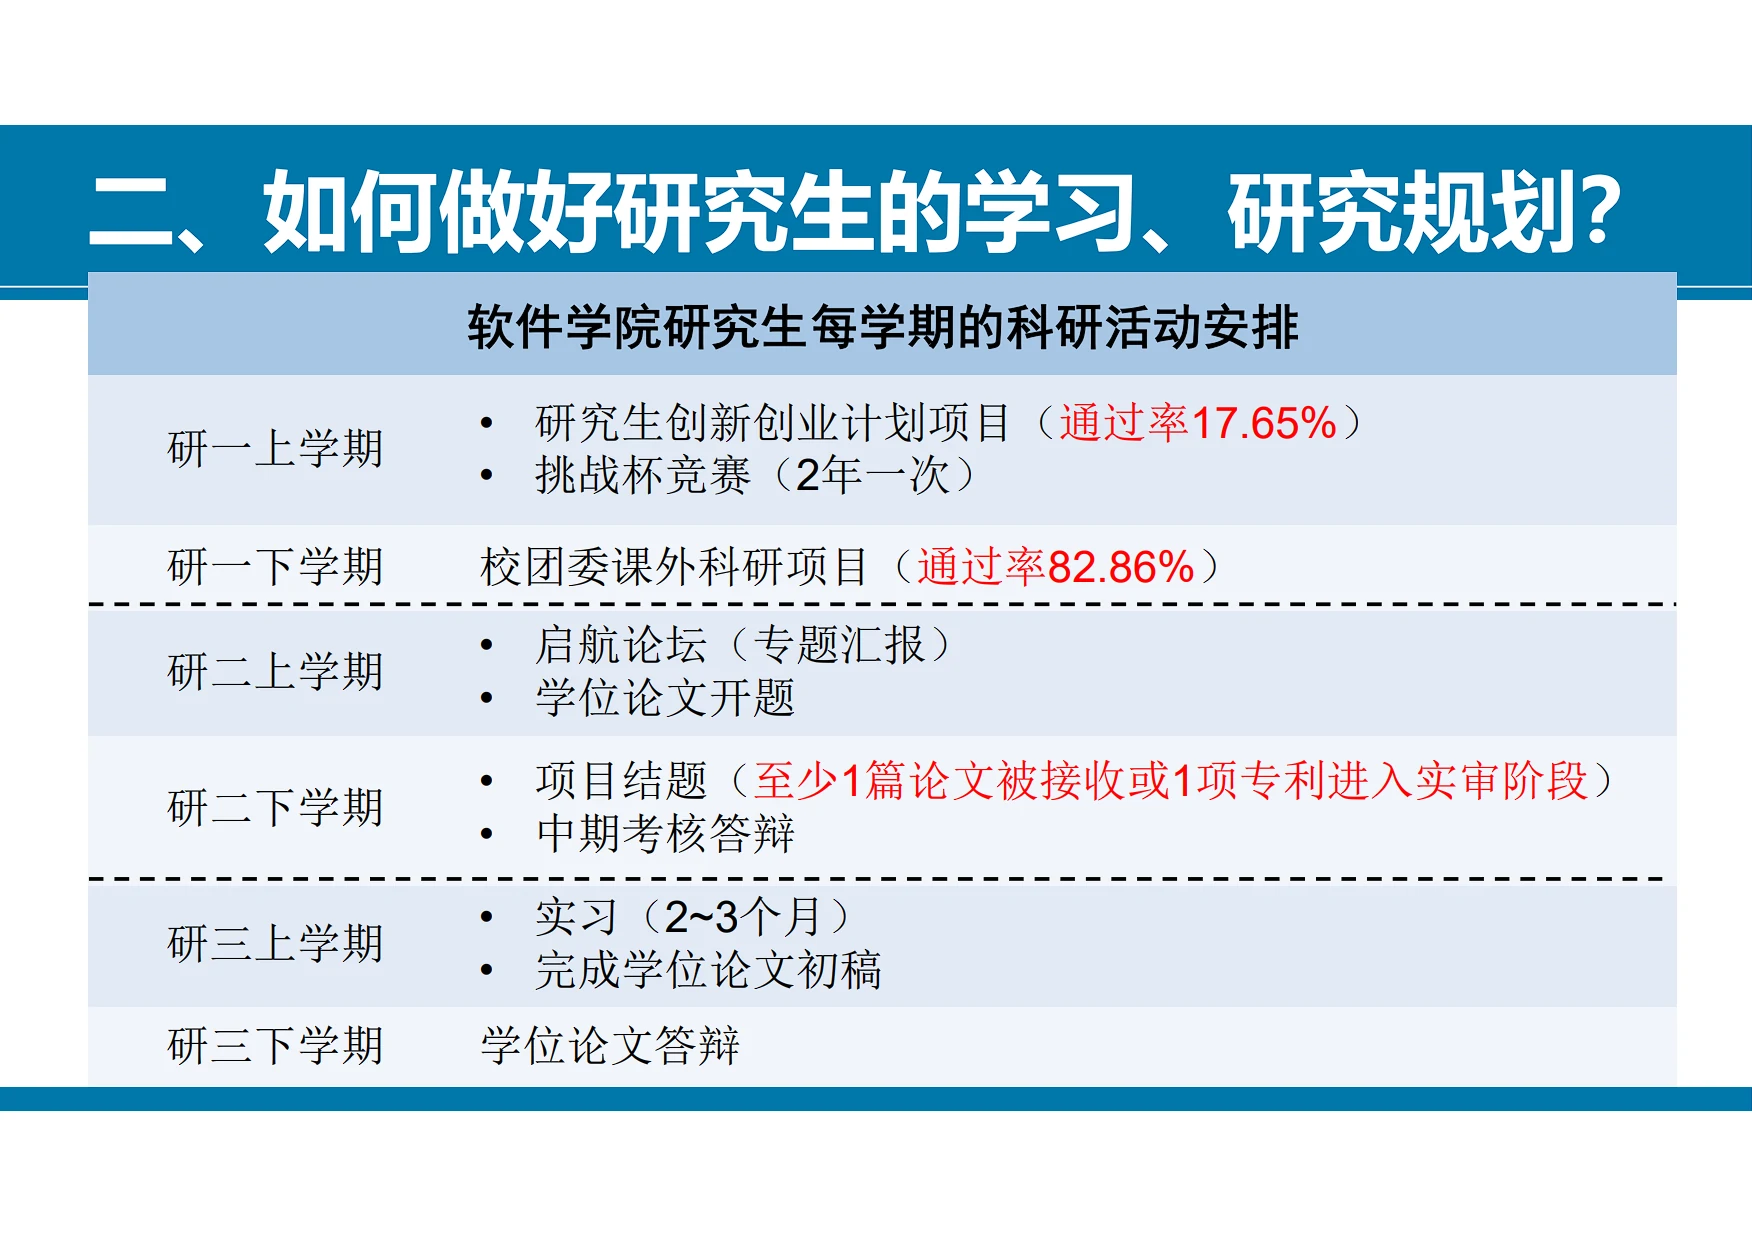 二、如何做好研究生的学习、研究规划？
软件学院研究生每学期的科研活动安排
研一上学期
• 研究生创新创业计划项目（通过率17.65%）
• 挑战杯竞赛（2年一次）
研一下学期
校团委课外科研项目（通过率82.86%）
研二上学期
• 启航论坛（专题汇报）
• 学位论文开题
研二下学期
• 项目结题（至少1篇论文被接收或1项专利进入实审阶段）
• 中期考核答辩
研三上学期
• 实习（2~3个月）
• 完成学位论文初稿
研三下学期
学位论文答辩